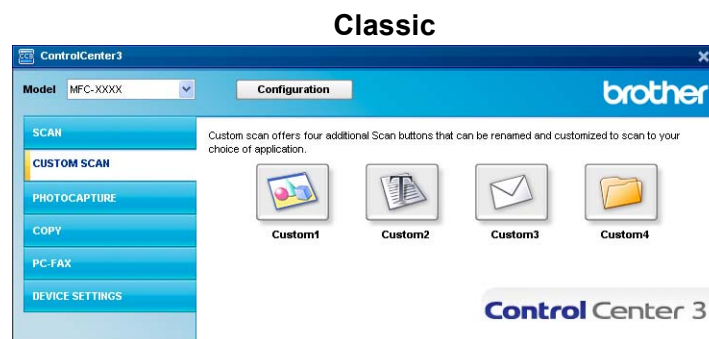 Classic
ControlCenter3
Model MFC-XXXX Configuration brother
SCAN
CUSTOM SCAN
PHOTOCAPTURE
COPY
PC-FAX
DEVICE SETTINGS
Custom scan offers four additional Scan buttons that can be renamed and customized to scan to your
choice of application.
Custom1 Custom2 Custom3 Custom4
Control Center 3